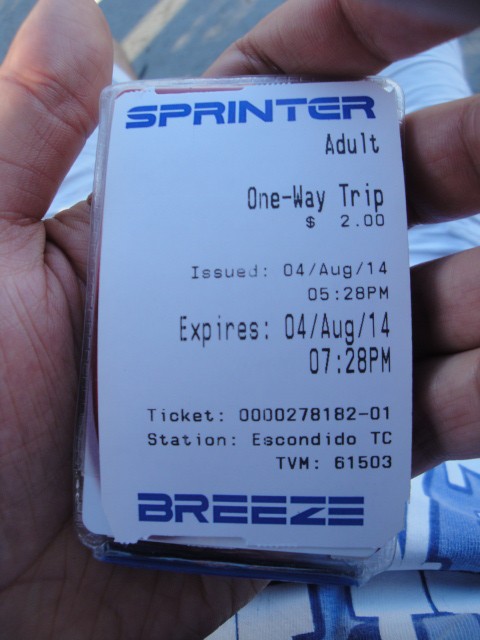 SPRINTER
Adult
One-Way Trip
$ 2.00
Issued: 04/Aug/14
05:28PM
Expires: 04/Aug/14
07:28PM
Ticket: 0000278182-01
Station: Escondido TC
TVM: 61503
BREEZE